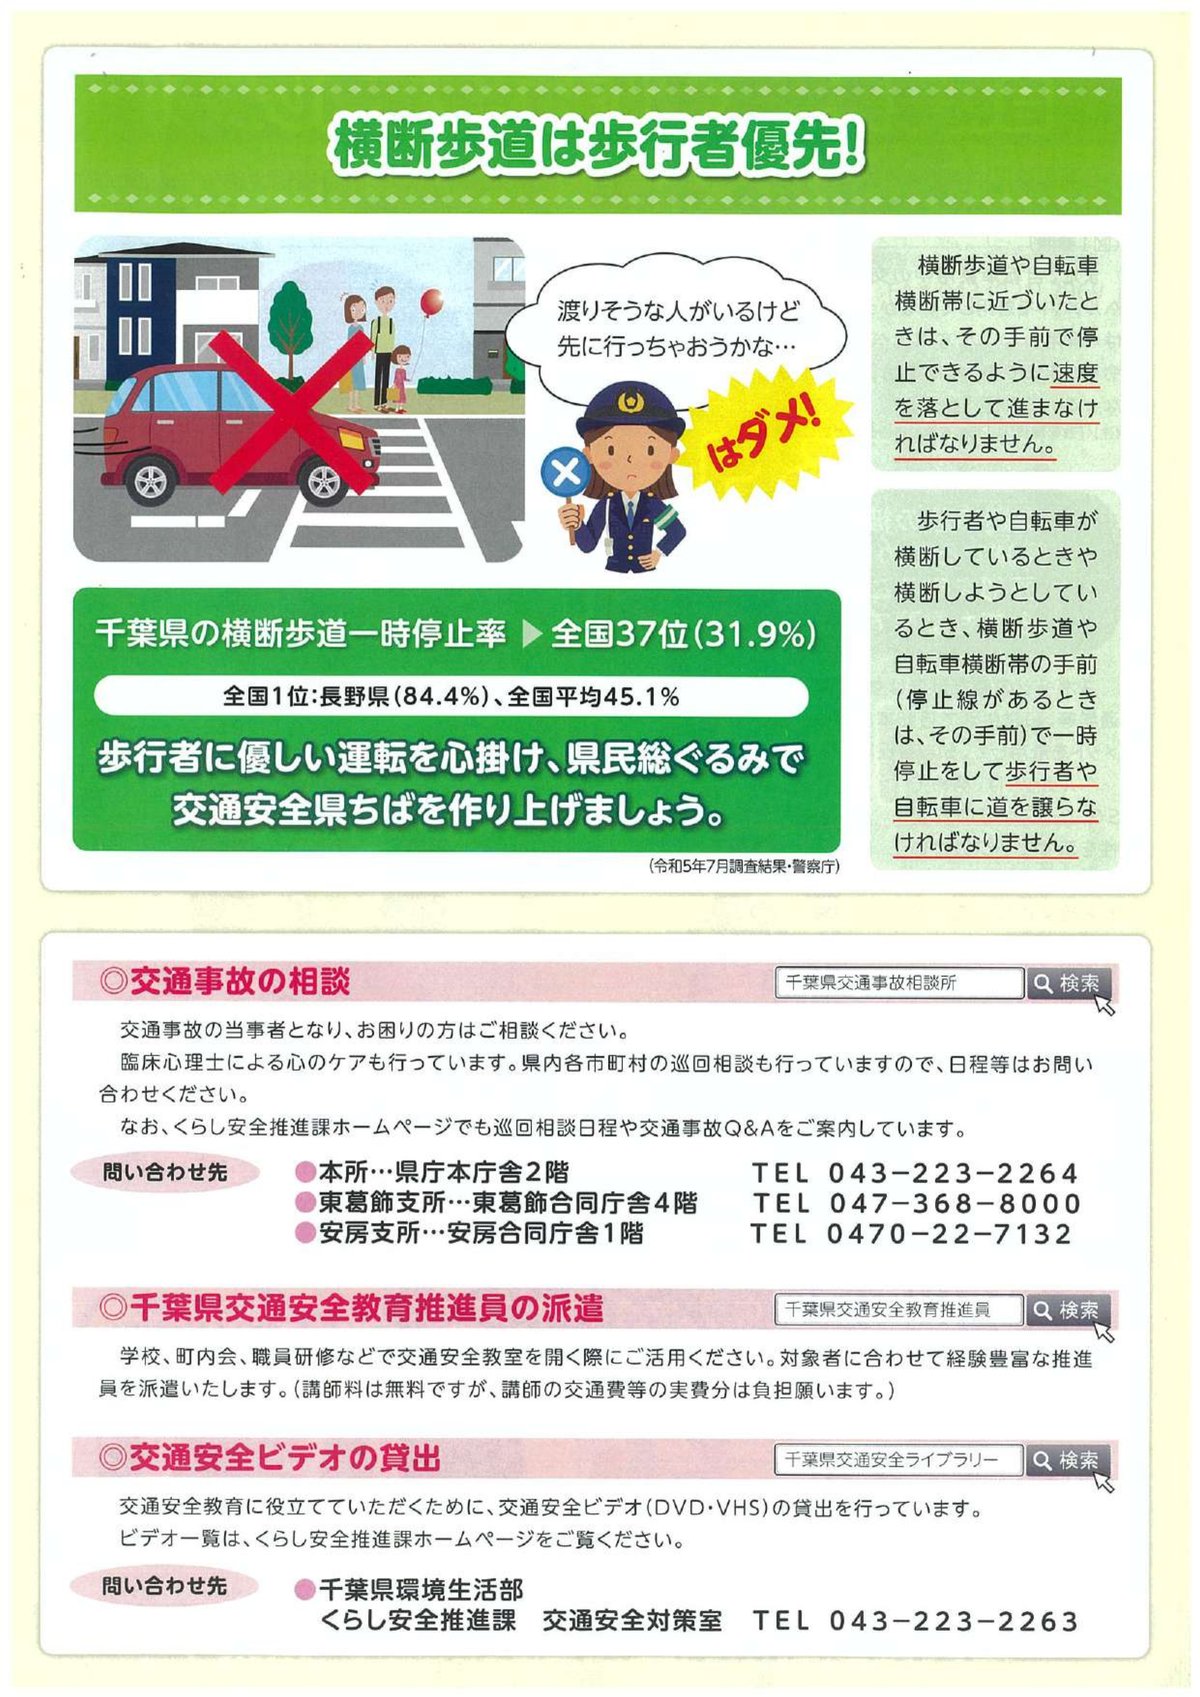 横断歩道は歩行者優先!
渡りそうな人がいるけど
先に行っちゃおうかな…
はダメ!
横断歩道や自転車
横断帯に近づいたと
きは、その手前で停
止できるように速度
を落として進まなけ
ればなりません。
歩行者や自転車が
横断しているときや
横断しようとしてい
るとき、横断歩道や
自転車横断帯の手前
(停止線があるとき
は、その手前)で一時
停止をして歩行者や
自転車に道を譲らな
ければなりません。
千葉県の横断歩道一時停止率 ▶ 全国37位(31.9%)
全国1位:長野県(84.4%)、全国平均45.1%
歩行者に優しい運転を心掛け、県民総ぐるみで
交通安全県ちばを作り上げましょう。
(令和5年7月調査結果・警察庁)
◎交通事故の相談
千葉県交通事故相談所 検索
交通事故の当事者となり、お困りの方はご相談ください。
臨床心理士による心のケアも行っています。県内各市町村の巡回相談も行っていますので、日程等はお問い
合わせください。
なお、くらし安全推進課ホームページでも巡回相談日程や交通事故Q&Aをご案内しています。
問い合わせ先
●本所…県庁本庁舎2階 TEL 043-223-2264
●東葛飾支所…東葛飾合同庁舎4階 TEL 047-368-8000
●安房支所…安房合同庁舎1階 TEL 0470-22-7132
◎千葉県交通安全教育推進員の派遣
千葉県交通安全教育推進員 検索
学校、町内会、職員研修などで交通安全教室を開く際にご活用ください。対象者に合わせて経験豊富な推進
員を派遣いたします。(講師料は無料ですが、講師の交通費等の実費分は負担願います。)
◎交通安全ビデオの貸出
千葉県交通安全ライブラリー 検索
交通安全教育に役立てていただくために、交通安全ビデオ(DVD・VHS)の貸出を行っています。
ビデオ一覧は、くらし安全推進課ホームページをご覧ください。
問い合わせ先
●千葉県環境生活部
くらし安全推進課 交通安全対策室 TEL 043-223-2263